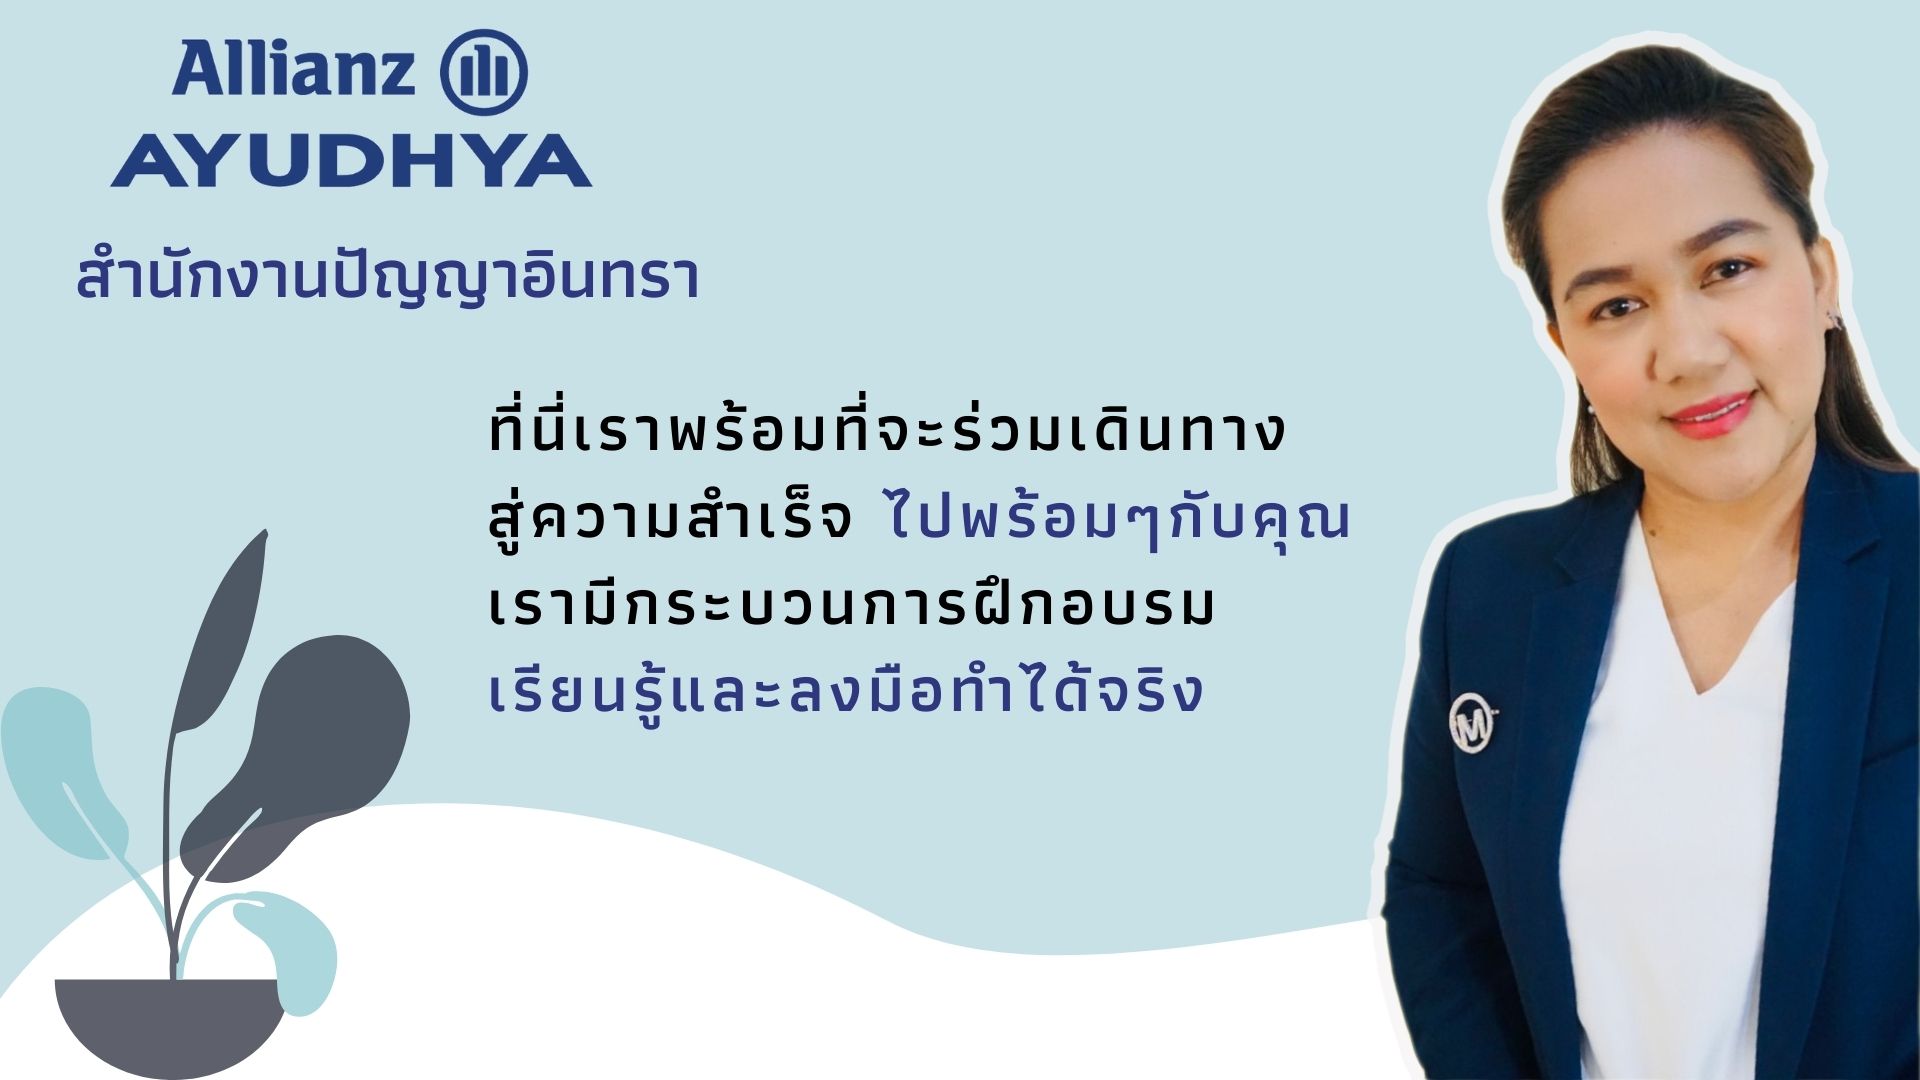 Allianz
AYUDHYA
สำนักงานปัญญาอินทรา
ที่นี่เราพร้อมที่จะร่วมเดินทาง
สู่ความสำเร็จ ไปพร้อมๆกับคุณ
เรามีกระบวนการฝึกอบรม
เรียนรู้และลงมือทำได้จริง
M